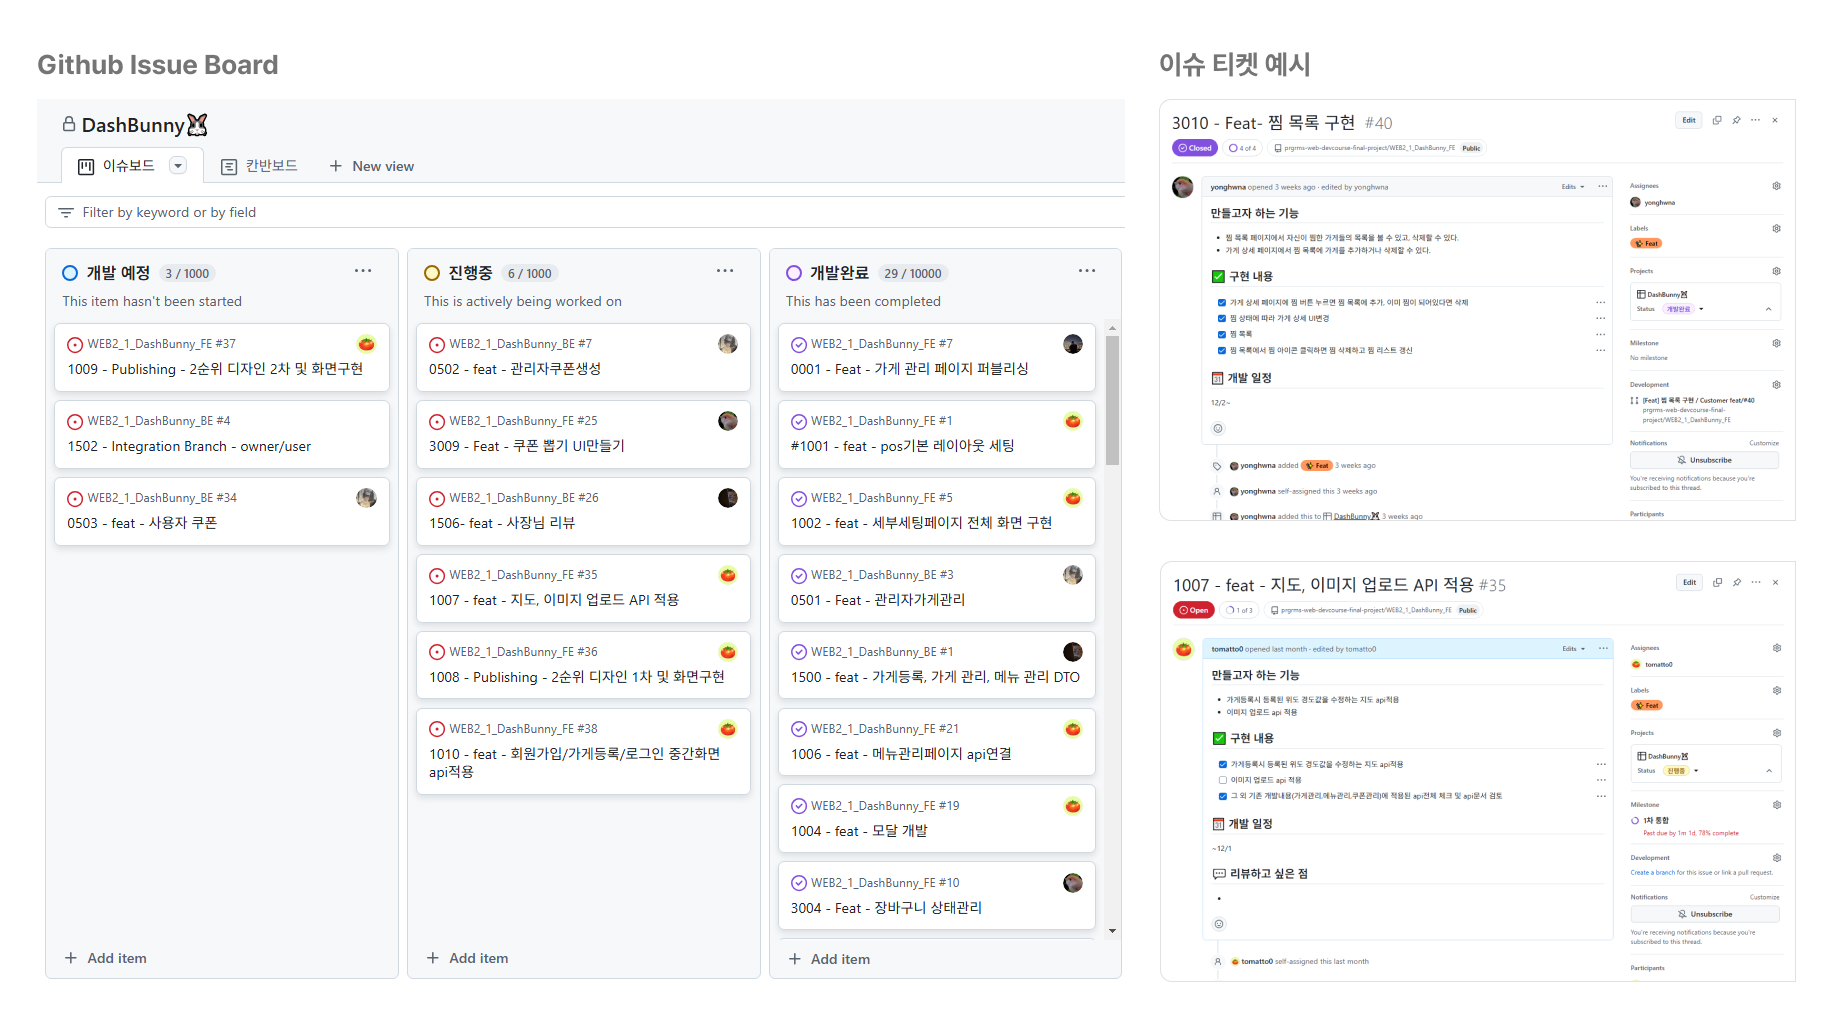 Github Issue Board
DashBunny
이슈보드
칸반보드
New view
Filter by keyword or by field
개발 예정 3 / 1000
This item hasn't been started
WEB2_1_DashBunny_FE #37
1009 - Publishing - 2순위 디자인 2차 및 화면구현
WEB2_1_DashBunny_BE #4
1502 - Integration Branch - owner/user
WEB2_1_DashBunny_BE #34
0503 - feat - 사용자 쿠폰
Add item
진행중 6 / 1000
This is actively being worked on
WEB2_1_DashBunny_BE #7
0502 - feat - 관리자쿠폰생성
WEB2_1_DashBunny_FE #25
3009 - Feat - 쿠폰 뽑기 UI만들기
WEB2_1_DashBunny_BE #26
1506- feat - 사장님 리뷰
WEB2_1_DashBunny_FE #35
1007 - feat - 지도, 이미지 업로드 API 적용
WEB2_1_DashBunny_FE #36
1008 - Publishing - 2순위 디자인 1차 및 화면구현
WEB2_1_DashBunny_FE #38
1010 - feat - 회원가입/가게등록/로그인 중간화면
api적용
Add item
개발완료 29 / 10000
This has been completed
WEB2_1_DashBunny_FE #7
0001 - Feat - 가게 관리 페이지 퍼블리싱
WEB2_1_DashBunny_FE #1
#1001 - feat - pos기본 레이아웃 세팅
WEB2_1_DashBunny_FE #5
1002 - feat - 세부세팅페이지 전체 화면 구현
WEB2_1_DashBunny_BE #3
0501 - Feat - 관리자가게관리
WEB2_1_DashBunny_BE #1
1500 - feat - 가게등록, 가게 관리, 메뉴 관리 DTO
WEB2_1_DashBunny_FE #21
1006 - feat - 메뉴관리페이지 api연결
WEB2_1_DashBunny_FE #19
1004 - feat - 모달 개발
WEB2_1_DashBunny_FE #10
3004 - Feat - 장바구니 상태관리
Add item
이슈 티켓 예시
3010 - Feat- 찜 목록 구현 #40
Edit
Closed 4 of 4 prgrms-web-devcourse-final-project/WEB2_1_DashBunny_FE Public
yonghwna opened 3 weeks ago · edited by yonghwna Edits
만들고자 하는 기능
찜 목록 페이지에서 자신이 찜한 가게들의 목록을 볼 수 있고, 삭제할 수 있다.
가게 상세 페이지에서 찜 목록에 가게를 추가하거나 삭제할 수 있다.
구현 내용
가게 상세 페이지에 찜 버튼 누르면 찜 목록에 추가, 이미 찜이 되어있다면 삭제
찜 상태에 따라 가게 상세 UI변경
찜 목록
찜 목록에서 찜 아이콘 클릭하면 찜 삭제하고 찜 리스트 갱신
개발 일정
12/2~
yonghwna added Feat 3 weeks ago
yonghwna self-assigned this 3 weeks ago
yonghwna added this to DashBunny 3 weeks ago
Assignees
yonghwna
Labels
Feat
Projects
DashBunny
Status 개발완료
Milestone
No milestone
Development
[Feat] 찜 목록 구현 / Customer feat/#40
prgrms-web-devcourse-final-
project/WEB2_1_DashBunny_FE
Notifications Customize
Unsubscribe
You're receiving notifications because you're
subscribed to this thread.
Participants
1007 - feat - 지도, 이미지 업로드 API 적용 #35
Edit
Open 1 of 3 prgrms-web-devcourse-final-project/WEB2_1_DashBunny_FE Public
tomatto0 opened last month · edited by tomatto0 Edits
만들고자 하는 기능
가게등록시 등록된 위도 경도값을 수정하는 지도 api적용
이미지 업로드 api 적용
구현 내용
가게등록시 등록된 위도 경도값을 수정하는 지도 api적용
이미지 업로드 api 적용
그 외 기존 개발내용(가게관리,메뉴관리,쿠폰관리)에 적용된 api전체 체크 및 api문서 검토
개발 일정
~12/1
리뷰하고 싶은 점
tomatto0 self-assigned this last month
Assignees
tomatto0
Labels
Feat
Projects
DashBunny
Status 진행중
Milestone
1차 통합
Past due by 1m 1d, 78% complete
Development
Create a branch for this issue or link a pull request.
Notifications Customize
Unsubscribe
You're receiving notifications because you're
subscribed to this thread.
Participants